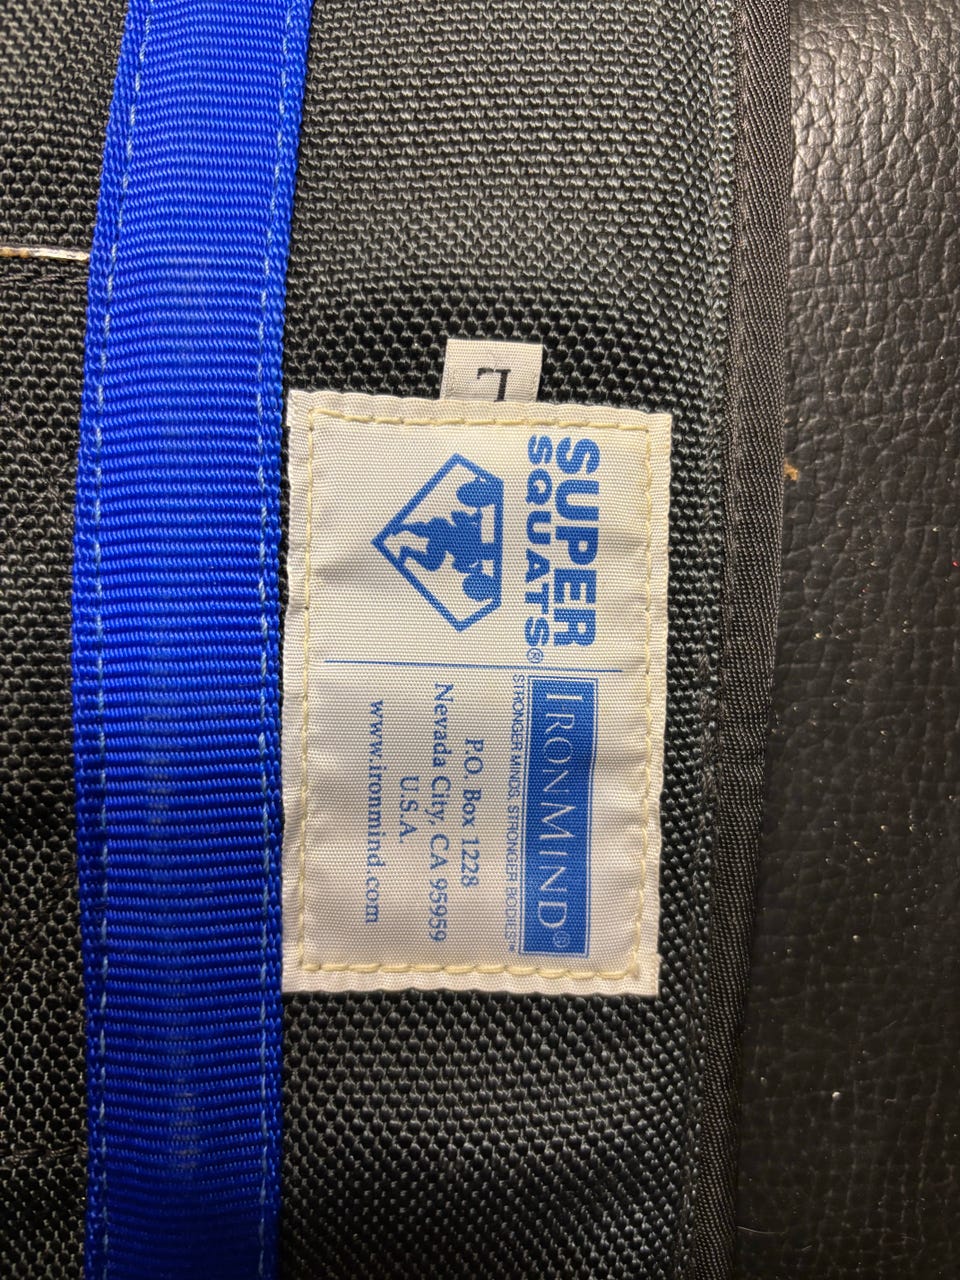 L
SUPER
SQUATS®
IRONMIND®
STRONGER MINDS, STRONGER BODIES™
P.O. Box 1228
Nevada City, CA 95959
U.S.A.
www.ironmind.com